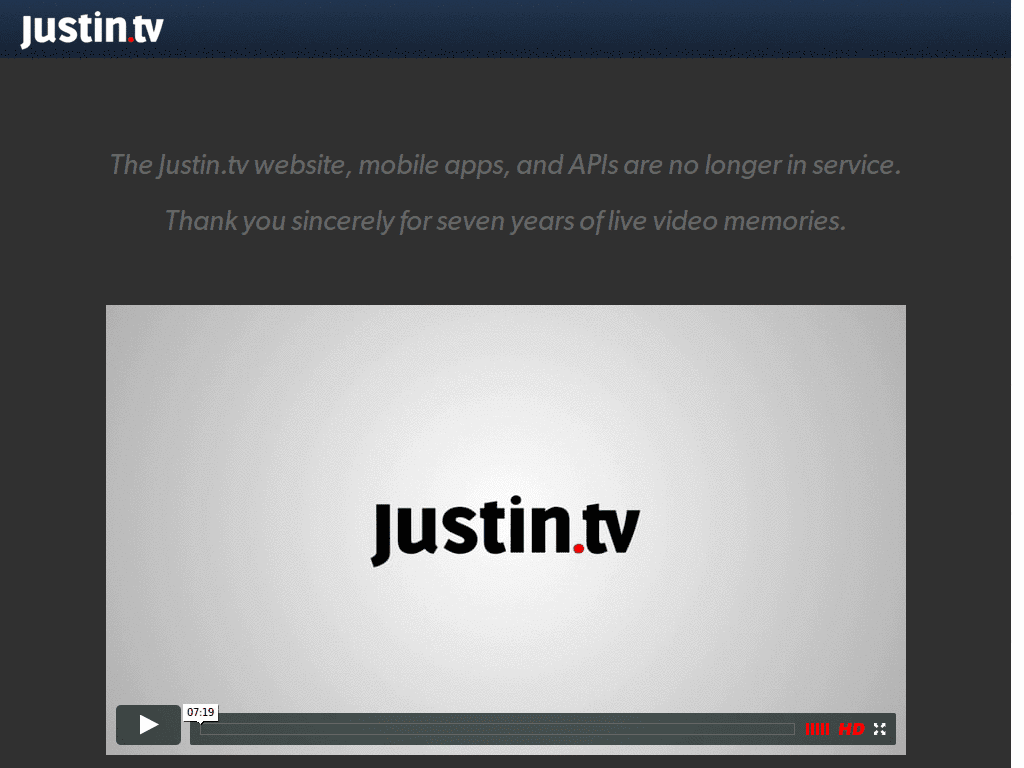 Justin.tv
The Justin.tv website, mobile apps, and APIs are no longer in service.
Thank you sincerely for seven years of live video memories.
Justin.tv
07:19
HD